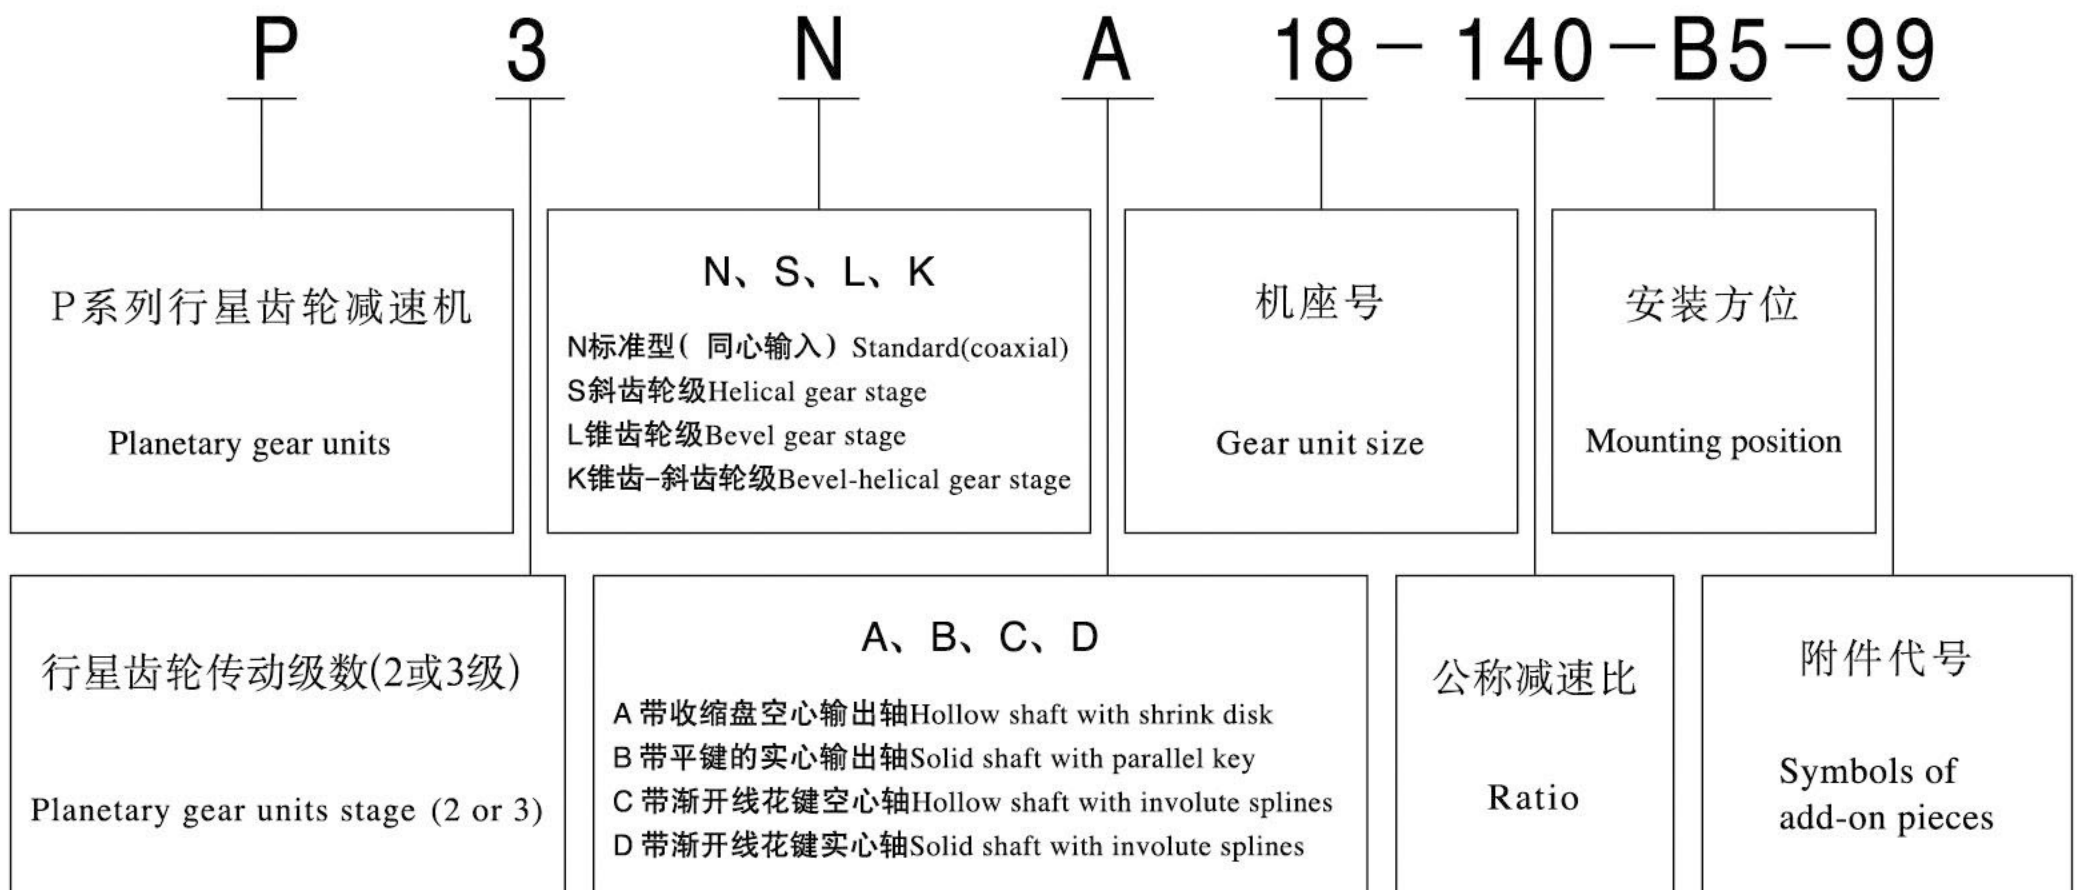 P 3 N A 18-140-B5-99
P系列行星齿轮减速机
Planetary gear units
N、S、L、K
N标准型( 同心输入) Standard(coaxial)
S斜齿轮级Helical gear stage
L锥齿轮级Bevel gear stage
K锥齿-斜齿轮级Bevel-helical gear stage
机座号
Gear unit size
安装方位
Mounting position
行星齿轮传动级数(2或3级)
Planetary gear units stage (2 or 3)
A、B、C、D
A 带收缩盘空心输出轴Hollow shaft with shrink disk
B 带平键的实心输出轴Solid shaft with parallel key
C 带渐开线花键空心轴Hollow shaft with involute splines
D 带渐开线花键实心轴Solid shaft with involute splines
公称减速比
Ratio
附件代号
Symbols of
add-on pieces